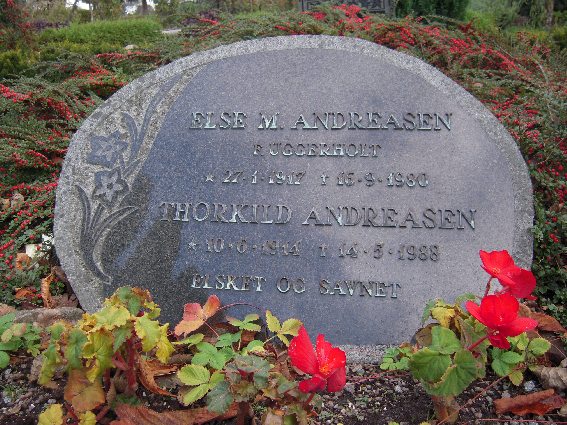 ELSE M. ANDREASEN
F. UGGERHOLT
* 27·1·1917 † 15·9·1980
THORKILD ANDREASEN
* 10·6·1914 † 14·5·1988
ELSKET OG SAVNET